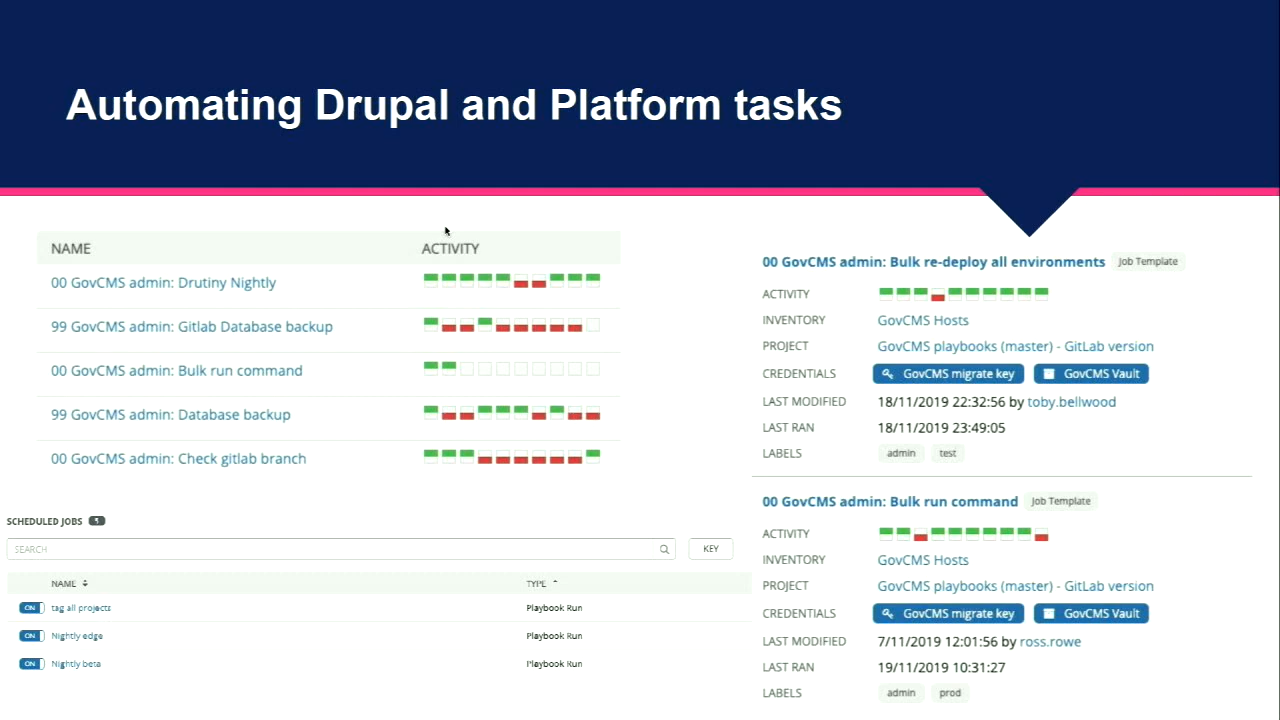 Automating Drupal and Platform tasks
NAME ACTIVITY
00 GovCMS admin: Drutiny Nightly
99 GovCMS admin: Gitlab Database backup
00 GovCMS admin: Bulk run command
99 GovCMS admin: Database backup
00 GovCMS admin: Check gitlab branch
SCHEDULED JOBS 5
SEARCH KEY
NAME TYPE
ON tag all projects Playbook Run
ON Nightly edge Playbook Run
ON Nightly beta Playbook Run
00 GovCMS admin: Bulk re-deploy all environments Job Template
ACTIVITY
INVENTORY GovCMS Hosts
PROJECT GovCMS playbooks (master) - GitLab version
CREDENTIALS GovCMS migrate key GovCMS Vault
LAST MODIFIED 18/11/2019 22:32:56 by toby.bellwood
LAST RAN 18/11/2019 23:49:05
LABELS admin test
00 GovCMS admin: Bulk run command Job Template
ACTIVITY
INVENTORY GovCMS Hosts
PROJECT GovCMS playbooks (master) - GitLab version
CREDENTIALS GovCMS migrate key GovCMS Vault
LAST MODIFIED 7/11/2019 12:01:56 by ross.rowe
LAST RAN 19/11/2019 10:31:27
LABELS admin prod